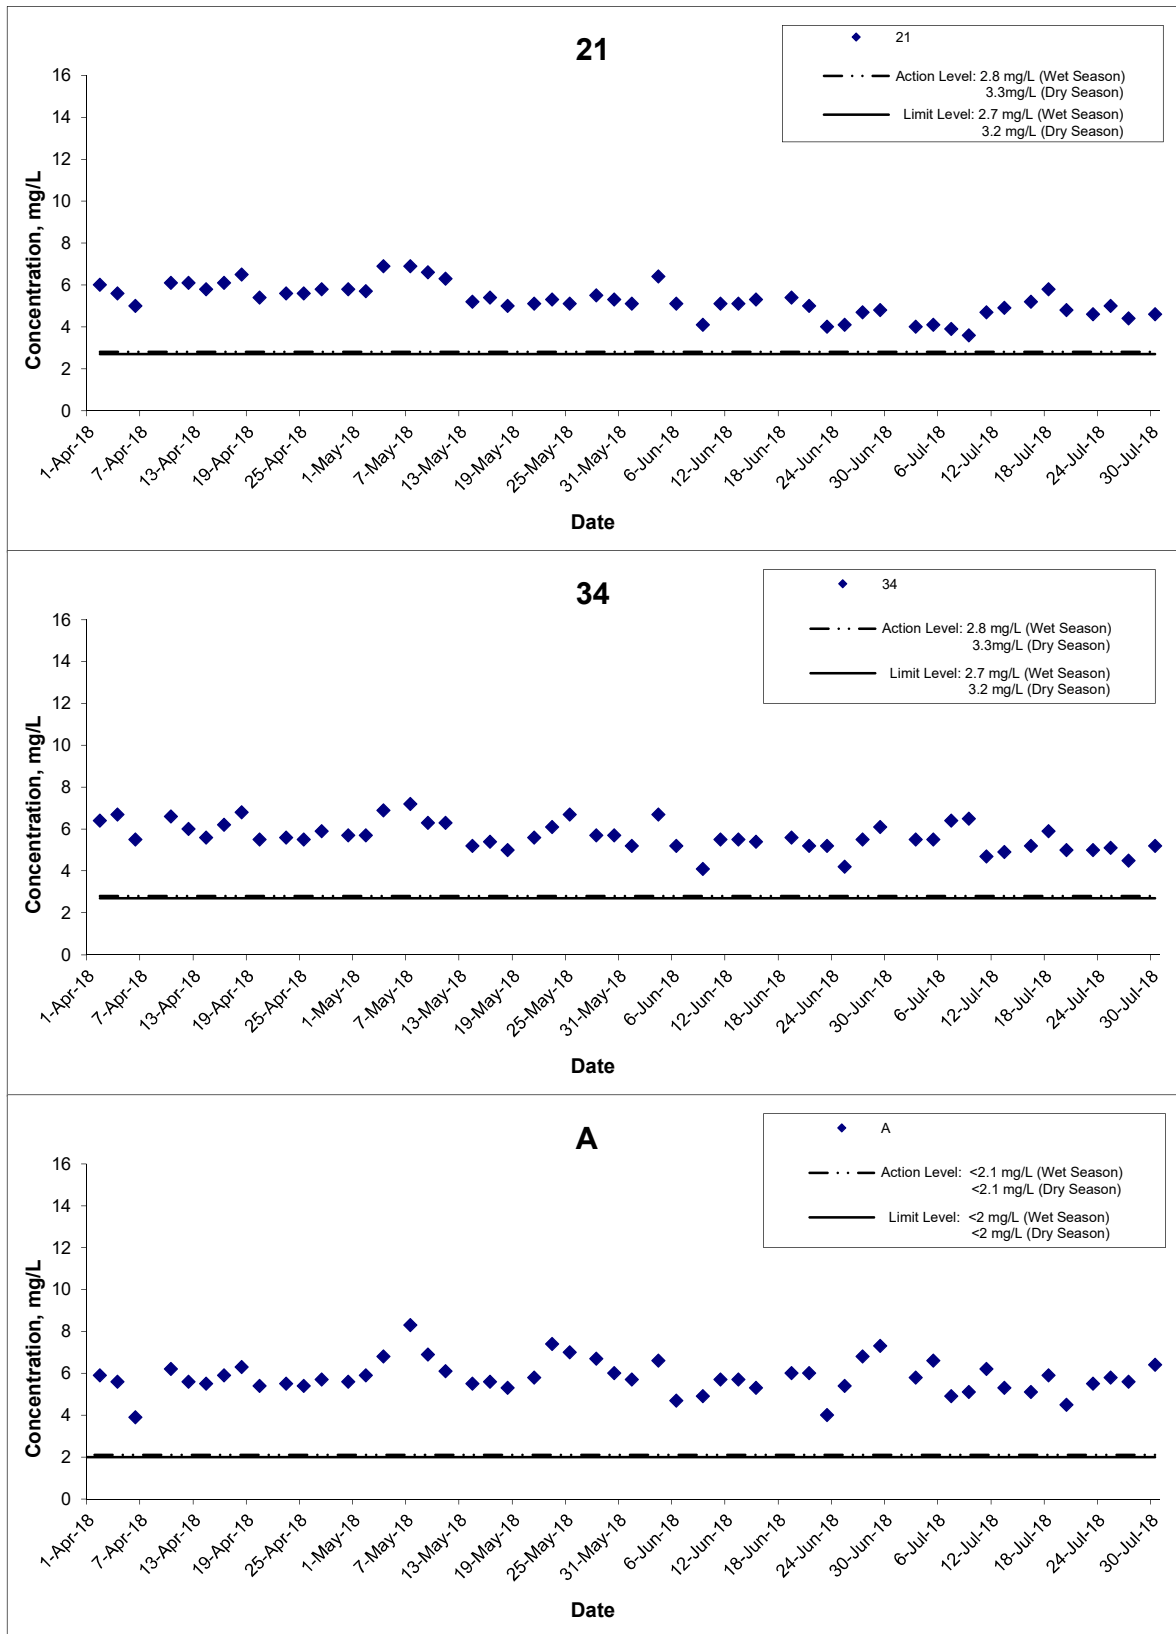 21
21
Action Level: 2.8 mg/L (Wet Season)
3.3mg/L (Dry Season)
Limit Level: 2.7 mg/L (Wet Season)
3.2 mg/L (Dry Season)
Concentration, mg/L
16
14
12
10
8
6
4
2
0
1-Apr-18
7-Apr-18
13-Apr-18
19-Apr-18
25-Apr-18
1-May-18
7-May-18
13-May-18
19-May-18
25-May-18
31-May-18
6-Jun-18
12-Jun-18
18-Jun-18
24-Jun-18
30-Jun-18
6-Jul-18
12-Jul-18
18-Jul-18
24-Jul-18
30-Jul-18
Date
34
34
Action Level: 2.8 mg/L (Wet Season)
3.3mg/L (Dry Season)
Limit Level: 2.7 mg/L (Wet Season)
3.2 mg/L (Dry Season)
Concentration, mg/L
16
14
12
10
8
6
4
2
0
1-Apr-18
7-Apr-18
13-Apr-18
19-Apr-18
25-Apr-18
1-May-18
7-May-18
13-May-18
19-May-18
25-May-18
31-May-18
6-Jun-18
12-Jun-18
18-Jun-18
24-Jun-18
30-Jun-18
6-Jul-18
12-Jul-18
18-Jul-18
24-Jul-18
30-Jul-18
Date
A
A
Action Level: <2.1 mg/L (Wet Season)
<2.1 mg/L (Dry Season)
Limit Level: <2 mg/L (Wet Season)
<2 mg/L (Dry Season)
Concentration, mg/L
16
14
12
10
8
6
4
2
0
1-Apr-18
7-Apr-18
13-Apr-18
19-Apr-18
25-Apr-18
1-May-18
7-May-18
13-May-18
19-May-18
25-May-18
31-May-18
6-Jun-18
12-Jun-18
18-Jun-18
24-Jun-18
30-Jun-18
6-Jul-18
12-Jul-18
18-Jul-18
24-Jul-18
30-Jul-18
Date